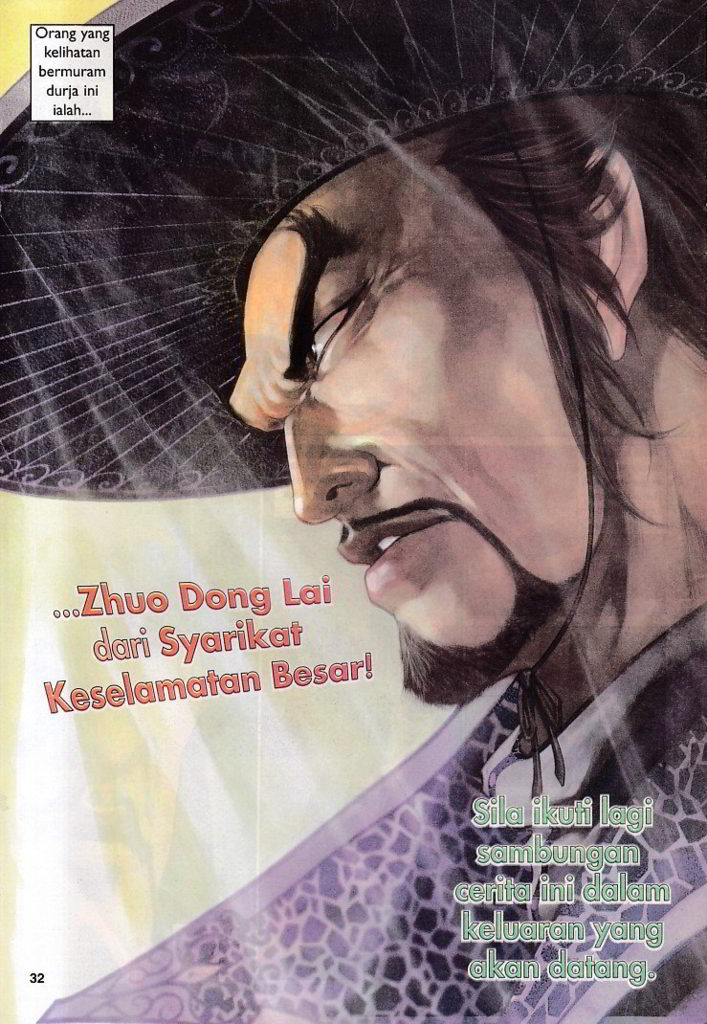 Orang yang
kelihatan
bermuram
durja ini
ialah...
...Zhuo Dong Lai
dari Syarikat
Keselamatan Besar!
Sila ikuti lagi
sambungan
cerita ini dalam
keluaran yang
akan datang.
32